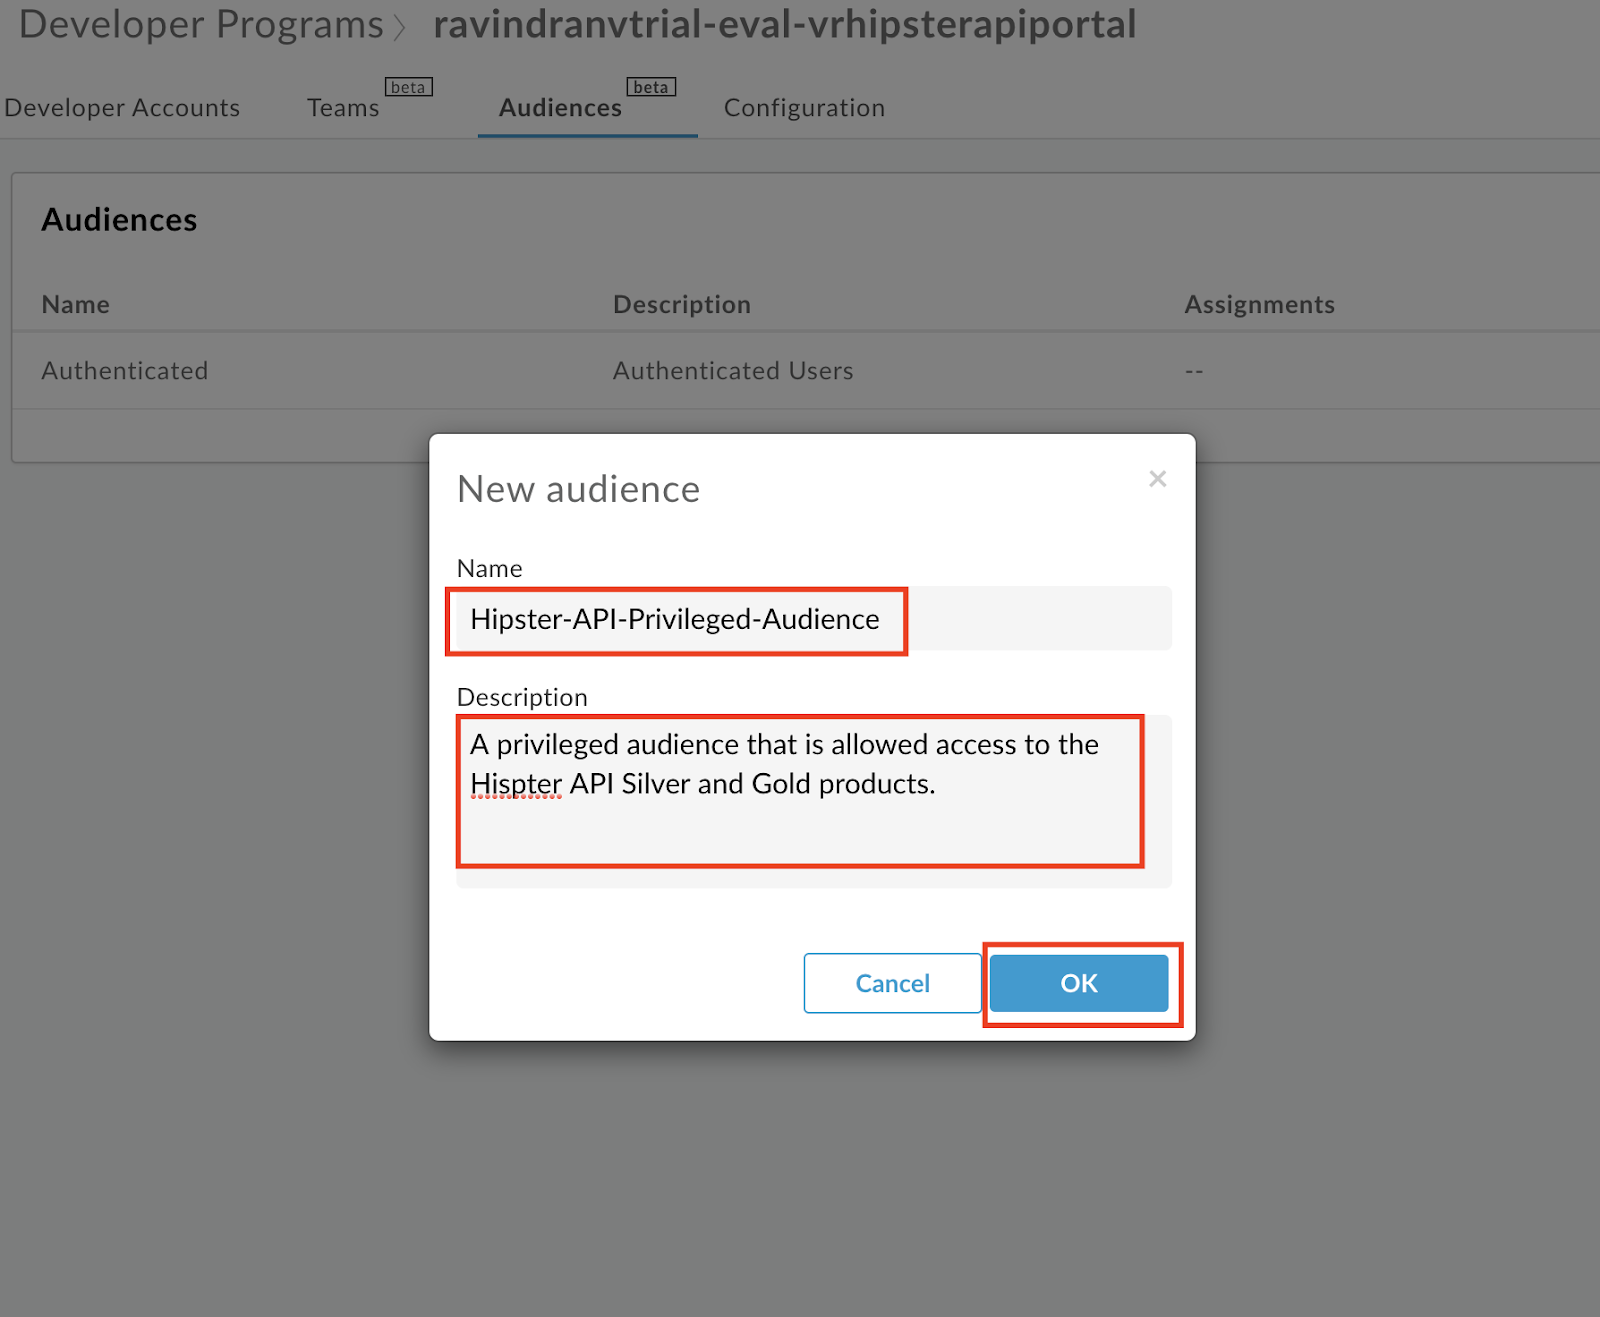 Developer Programs › ravindranvtrial-eval-vrhipsterapiportal
Developer Accounts Teams beta Audiences beta Configuration
Audiences
Name Description Assignments
Authenticated Authenticated Users --
New audience ×
Name
Hipster-API-Privileged-Audience
Description
A privileged audience that is allowed access to the
Hispter API Silver and Gold products.
Cancel OK